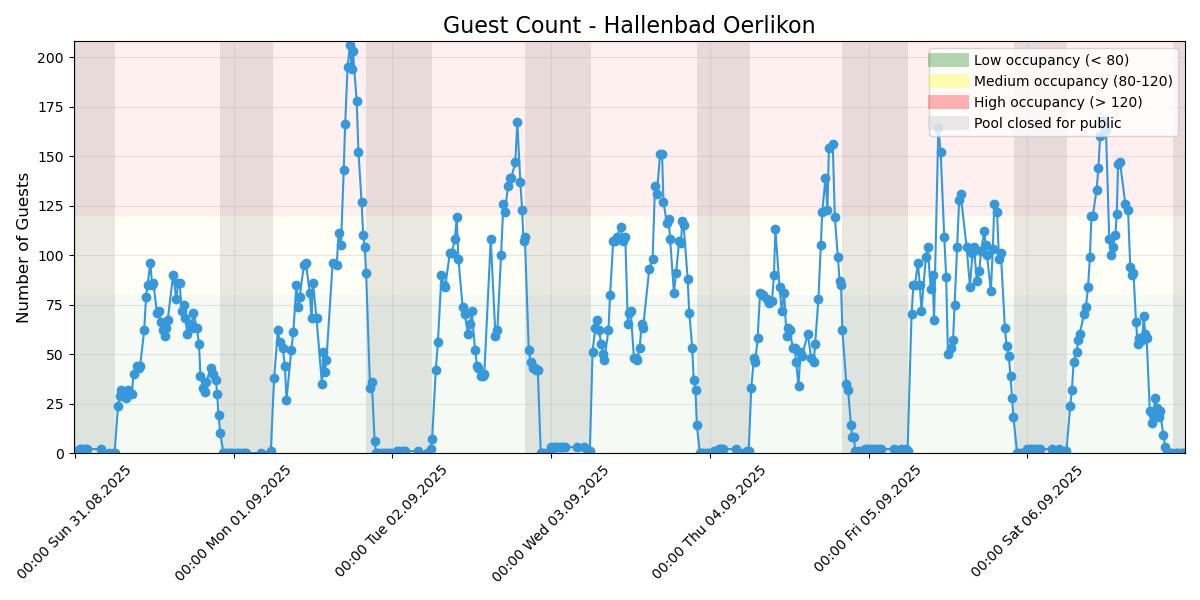 Guest Count - Hallenbad Oerlikon
Number of Guests
200
175
150
125
100
75
50
25
0
Low occupancy (< 80)
Medium occupancy (80-120)
High occupancy (> 120)
Pool closed for public
00:00 Sun 31.08.2025
00:00 Mon 01.09.2025
00:00 Tue 02.09.2025
00:00 Wed 03.09.2025
00:00 Thu 04.09.2025
00:00 Fri 05.09.2025
00:00 Sat 06.09.2025